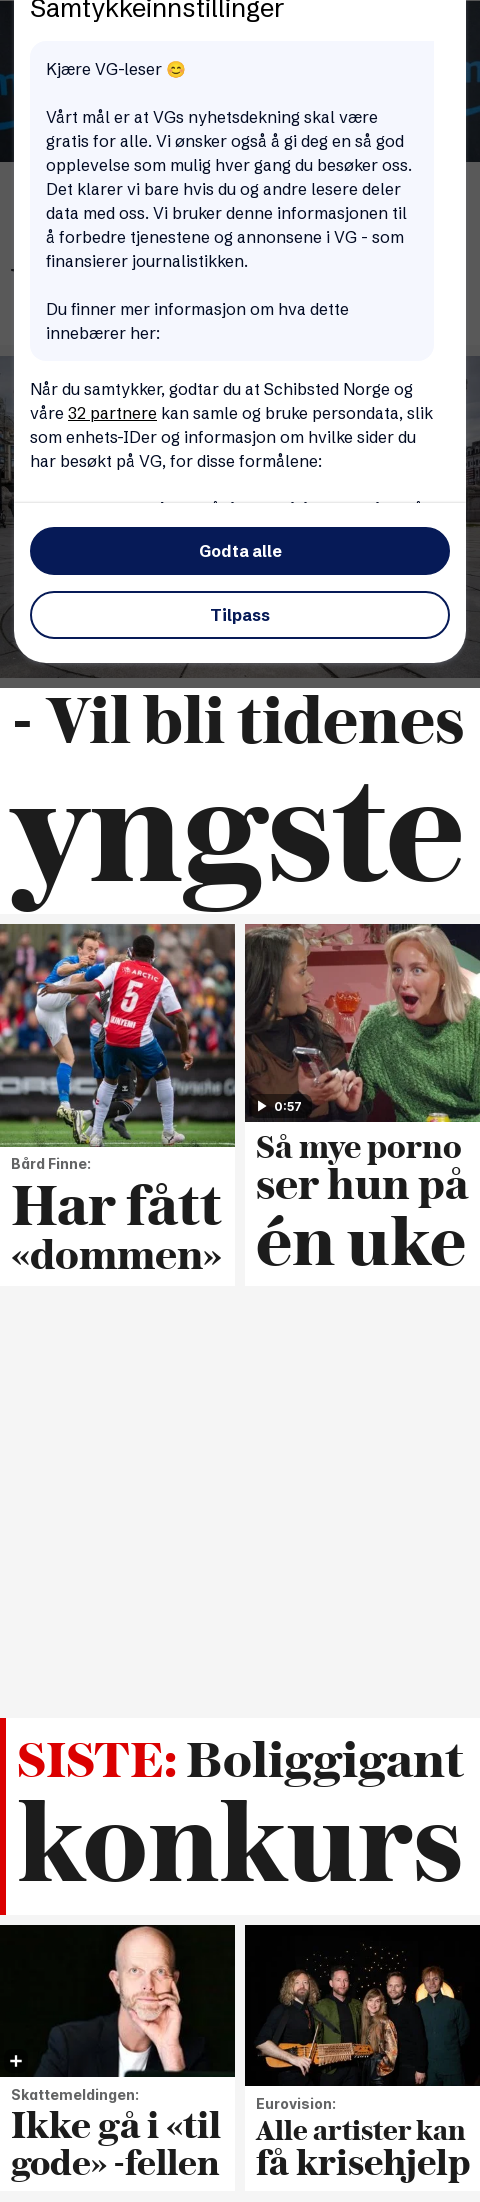 Samtykkeinnstillinger
Kjære VG-leser 😊
Vårt mål er at VGs nyhetsdekning skal være
gratis for alle. Vi ønsker også å gi deg en så god
opplevelse som mulig hver gang du besøker oss.
Det klarer vi bare hvis du og andre lesere deler
data med oss. Vi bruker denne informasjonen til
å forbedre tjenestene og annonsene i VG - som
finansierer journalistikken.
Du finner mer informasjon om hva dette
innebærer her:
Når du samtykker, godtar du at Schibsted Norge og
våre 32 partnere kan samle og bruke persondata, slik
som enhets-IDer og informasjon om hvilke sider du
har besøkt på VG, for disse formålene:
Godta alle
Tilpass
- Vil bli tidenes
yngste
ARCTIC
5
0:57
Bård Finne:
Har fått
«dommen»
Så mye porno
ser hun på
én uke
SISTE: Boliggigant
konkurs
Skattemeldingen:
Ikke gå i «til
gode» -fellen
Eurovision:
Alle artister kan
få krisehjelp